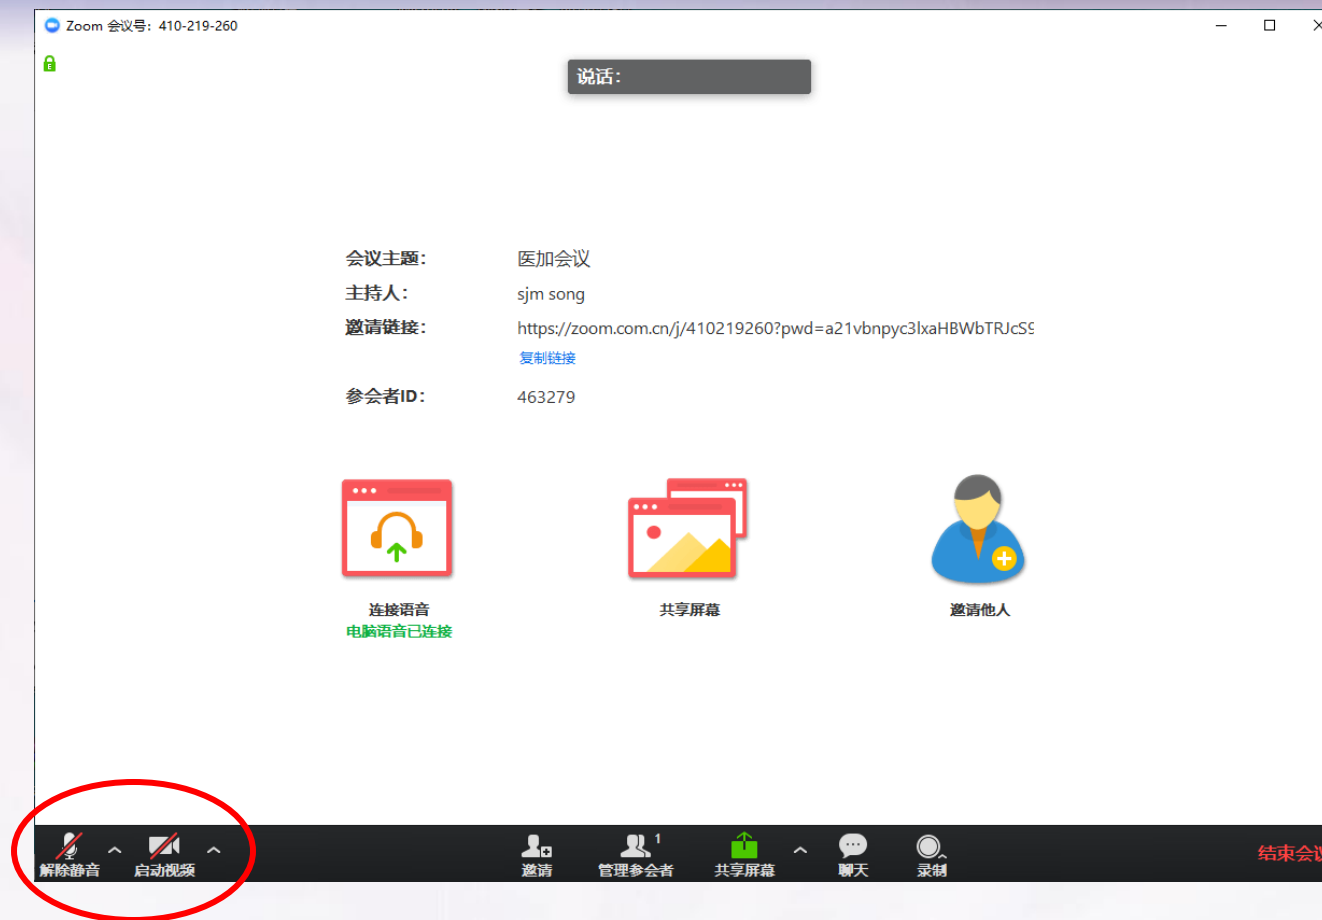 Zoom 会议号：410-219-260
说话：
会议主题： 医加会议
主持人： sjm song
邀请链接： https://zoom.com.cn/j/410219260?pwd=a21vbnpyc3lxaHBWbTRJcS9
复制链接
参会者ID： 463279
连接语音 共享屏幕 邀请他人
电脑语音已连接
1
解除静音 启动视频 邀请 管理参会者 共享屏幕 聊天 录制 结束会议